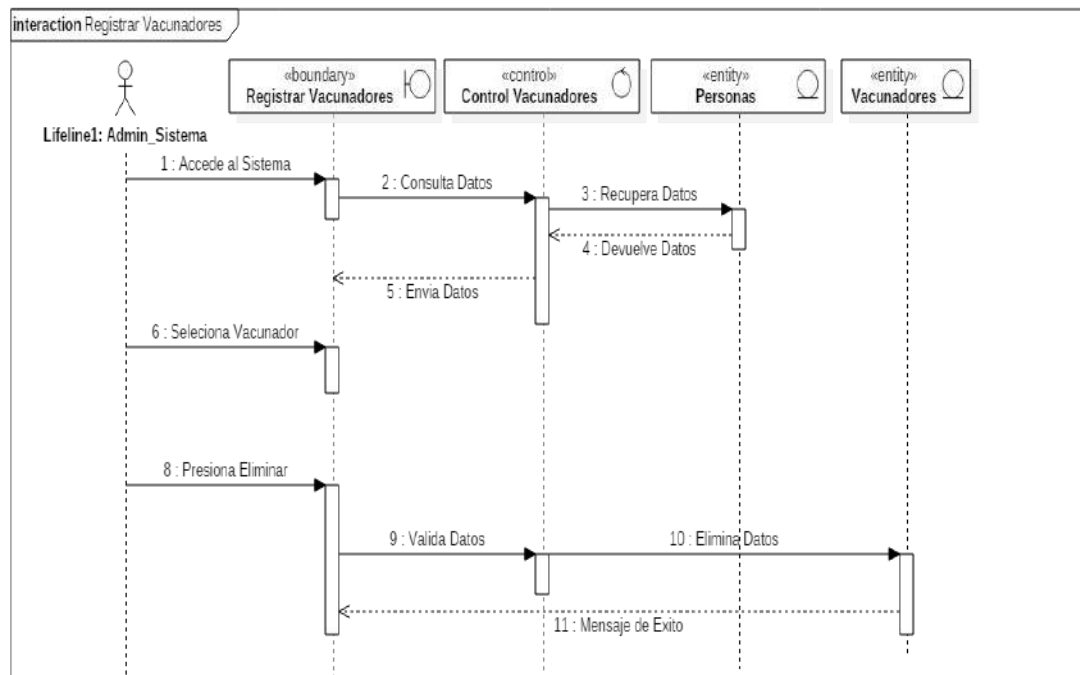 interaction Registrar Vacunadores
«boundary»
Registrar Vacunadores
«control»
Control Vacunadores
«entity»
Personas
«entity»
Vacunadores
Lifeline1: Admin_Sistema
1 : Accede al Sistema
2 : Consulta Datos
3 : Recupera Datos
4 : Devuelve Datos
5 : Envia Datos
6 : Seleciona Vacunador
8 : Presiona Eliminar
9 : Valida Datos
10 : Elimina Datos
11 : Mensaje de Exito